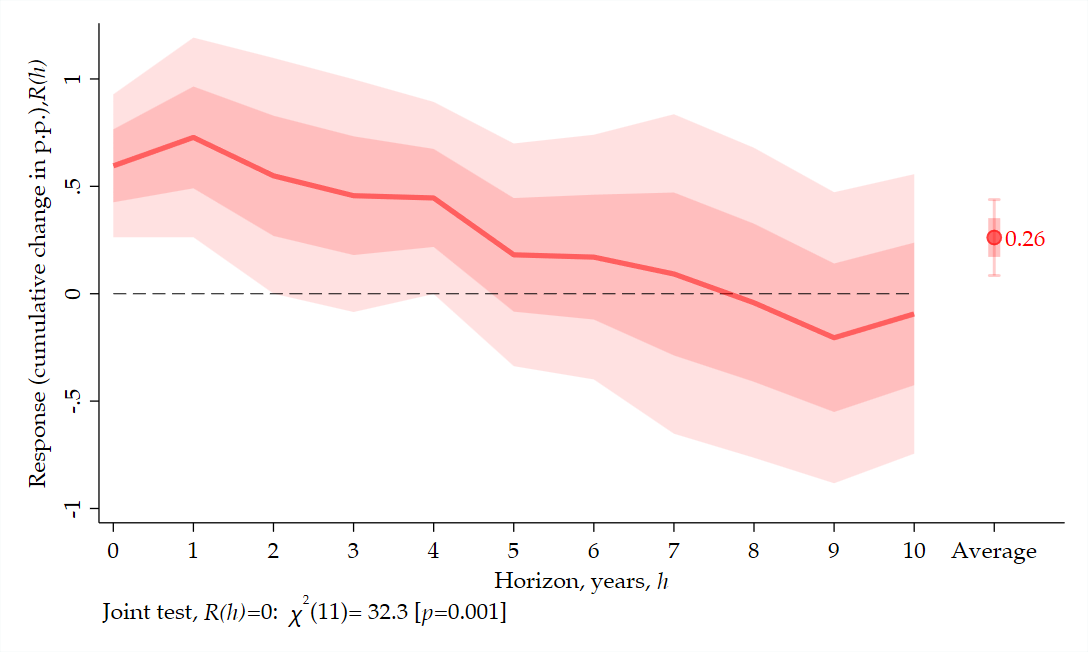 Response (cumulative change in p.p.),R(h)
1
.5
0
-.5
-1
0.26
0 1 2 3 4 5 6 7 8 9 10 Average
Horizon, years, h
Joint test, R(h)=0: χ²(11)= 32.3 [p=0.001]